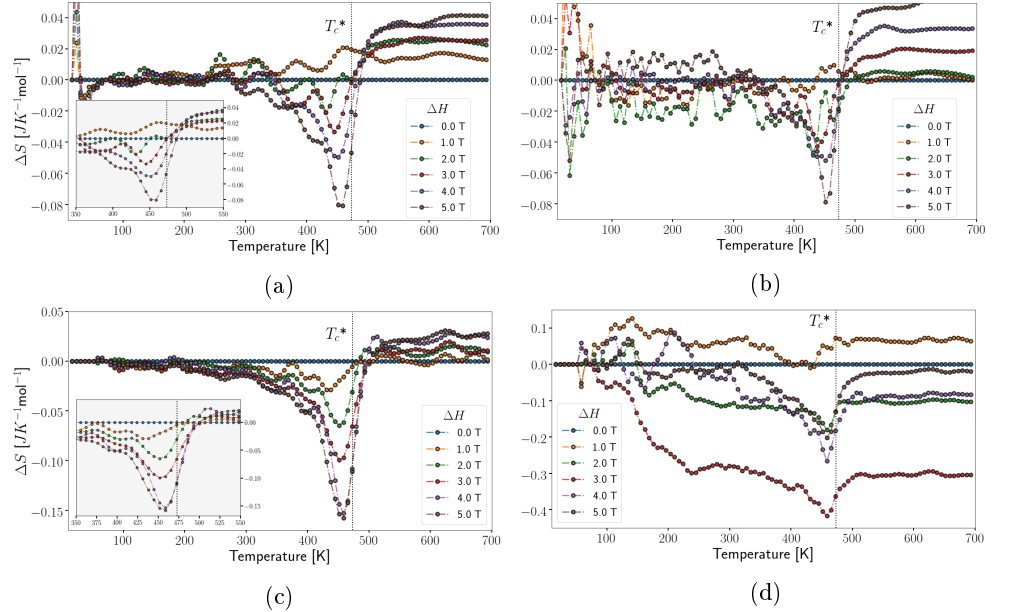 0.04
0.02
0.00
−0.02
−0.04
−0.06
−0.08
ΔS [JK⁻¹mol⁻¹]
T_c*
ΔH
0.0 T
1.0 T
2.0 T
3.0 T
4.0 T
5.0 T
0.04
0.02
0.00
−0.02
−0.04
−0.06
−0.08
350 400 450 500 550
100 200 300 400 500 600 700
Temperature [K]
(a)
0.04
0.02
0.00
−0.02
−0.04
−0.06
−0.08
ΔS [JK⁻¹mol⁻¹]
T_c*
ΔH
0.0 T
1.0 T
2.0 T
3.0 T
4.0 T
5.0 T
100 200 300 400 500 600 700
Temperature [K]
(b)
0.05
0.00
−0.05
−0.10
−0.15
ΔS [JK⁻¹mol⁻¹]
T_c*
ΔH
0.0 T
1.0 T
2.0 T
3.0 T
4.0 T
5.0 T
0.00
−0.05
−0.10
−0.15
350 375 400 425 450 475 500 525 550
100 200 300 400 500 600 700
Temperature [K]
(c)
0.1
0.0
−0.1
−0.2
−0.3
−0.4
T_c*
ΔH
0.0 T
1.0 T
2.0 T
3.0 T
4.0 T
5.0 T
100 200 300 400 500 600 700
Temperature [K]
(d)